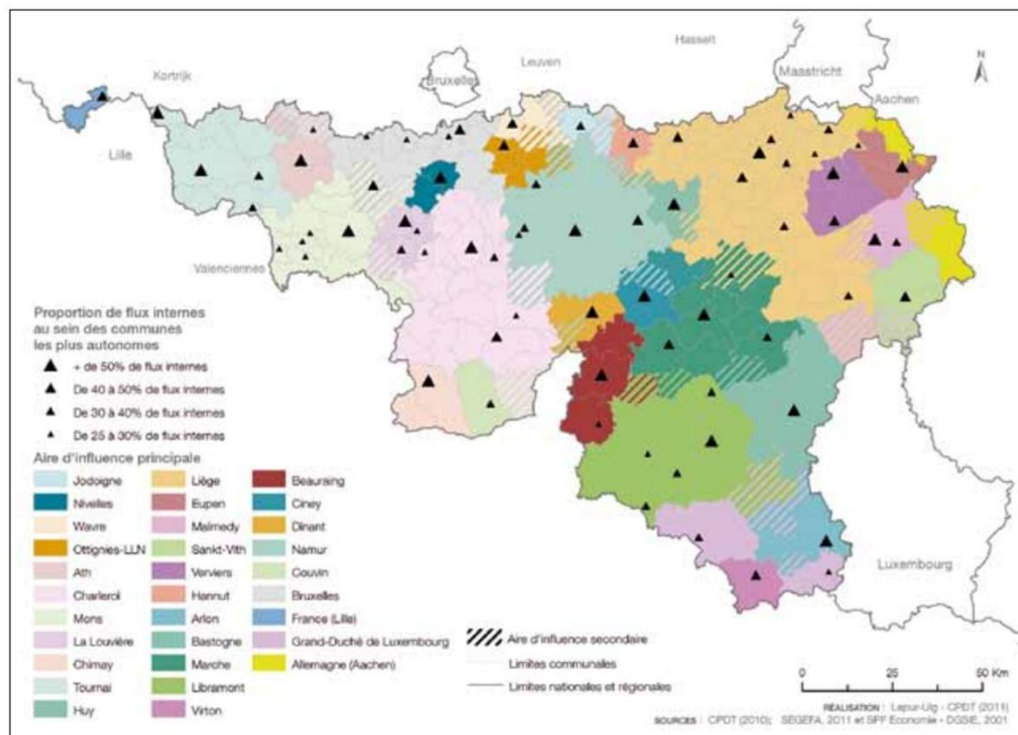 Hasselt
Leuven
Kortrijk
Bruxelles
Maastricht
N
Aachen
Lille
Valenciennes
Luxembourg
Proportion de flux internes
au sein des communes
les plus autonomes
+ de 50% de flux internes
De 40 à 50% de flux internes
De 30 à 40% de flux internes
De 25 à 30% de flux internes
Aire d'influence principale
Jodoigne
Nivelles
Wavre
Ottignies-LLN
Ath
Charleroi
Mons
La Louvière
Chimay
Tournai
Huy
Liège
Eupen
Malmedy
Sankt-Vith
Verviers
Hannut
Arlon
Bastogne
Marche
Libramont
Virton
Beauraing
Ciney
Dinant
Namur
Couvin
Bruxelles
France (Lille)
Grand-Duché de Luxembourg
Allemagne (Aachen)
Aire d'influence secondaire
Limites communales
Limites nationales et régionales
0 25 50 Km
RÉALISATION : Lepur-Ulg - CPDT (2011)
SOURCES : CPDT (2010); SEGEFA, 2011 et SPF Economie - DGSIE, 2001